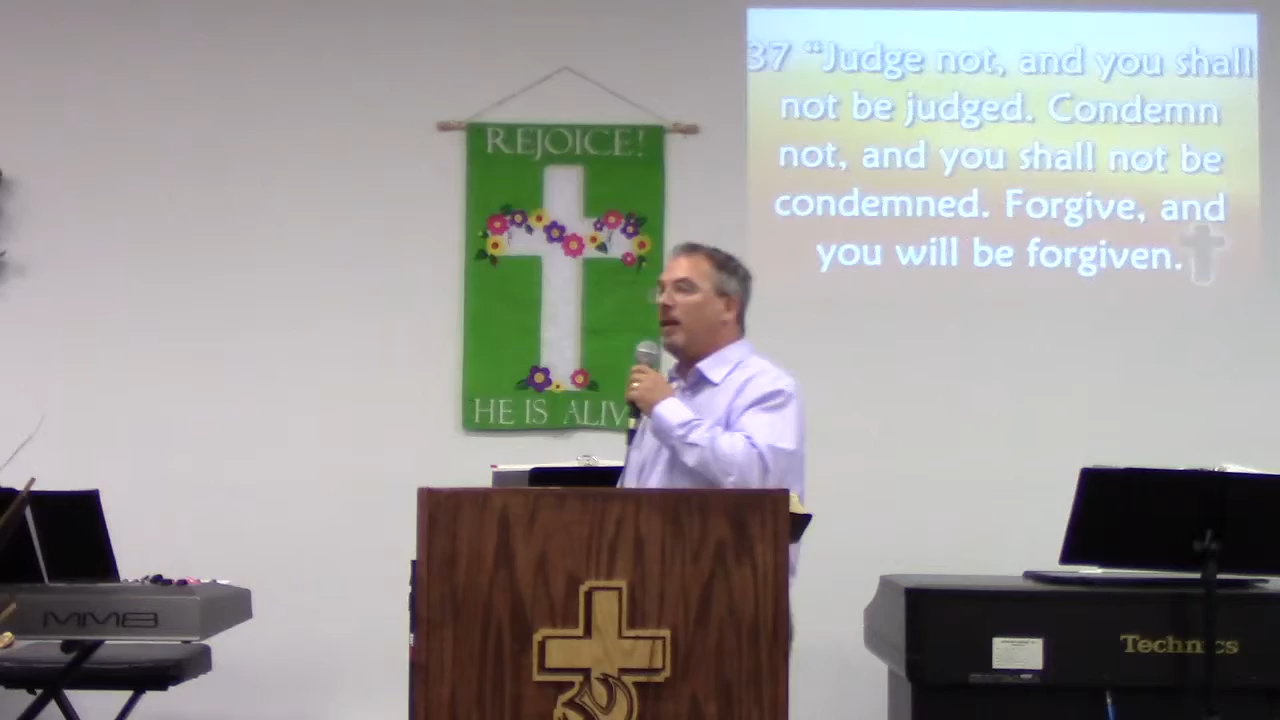 37 “Judge not, and you shall
not be judged. Condemn
not, and you shall not be
condemned. Forgive, and
you will be forgiven.
REJOICE!
HE IS ALIV
MM8
Technics